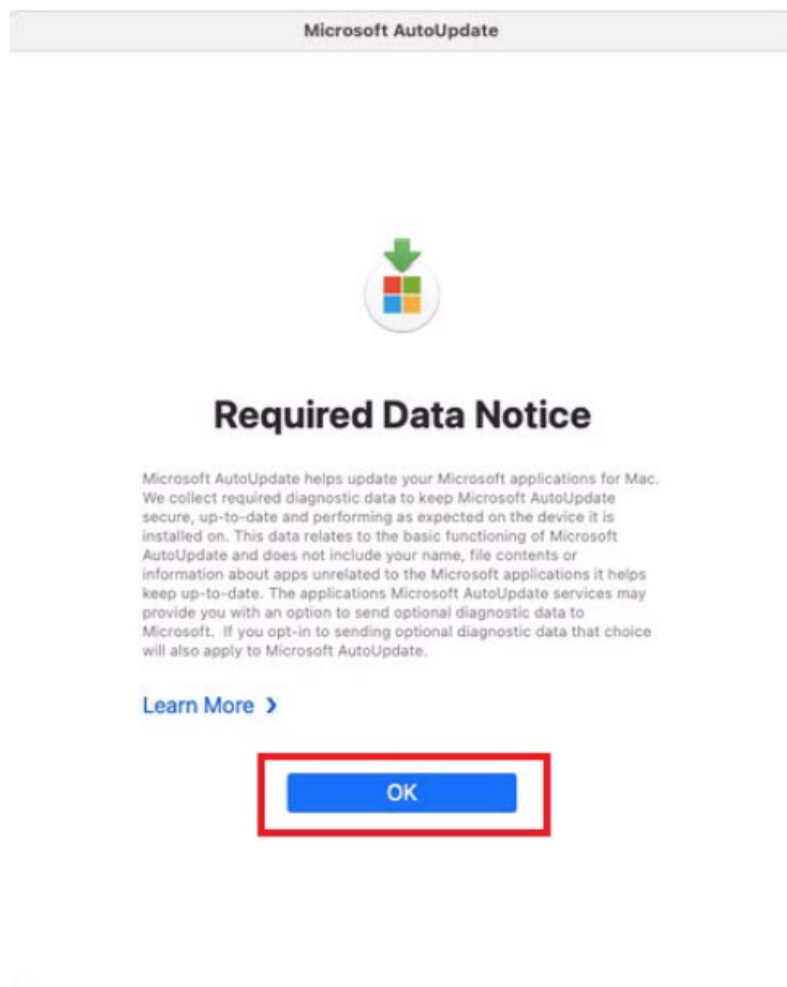 Microsoft AutoUpdate
Required Data Notice
Microsoft AutoUpdate helps update your Microsoft applications for Mac.
We collect required diagnostic data to keep Microsoft AutoUpdate
secure, up-to-date and performing as expected on the device it is
installed on. This data relates to the basic functioning of Microsoft
AutoUpdate and does not include your name, file contents or
information about apps unrelated to the Microsoft applications it helps
keep up-to-date. The applications Microsoft AutoUpdate services may
provide you with an option to send optional diagnostic data to
Microsoft. If you opt-in to sending optional diagnostic data that choice
will also apply to Microsoft AutoUpdate.
Learn More
OK